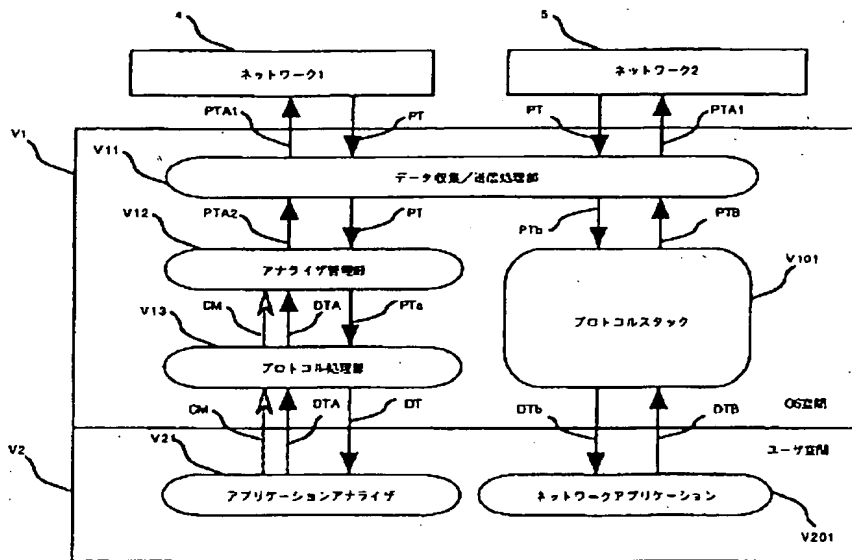 4
5
ネットワーク1
ネットワーク2
PTA1
PT
PT
PTA1
V1
V11
データ収集/送信処理部
V12
PTA2
PT
PTb
PTB
アナライザ管理部
V101
CM
DTA
PTa
V13
プロトコルスタック
プロトコル処理部
CM
DTA
DT
DTb
DTB
OS空間
V2
V21
ユーザ空間
アプリケーションアナライザ
ネットワークアプリケーション
V201